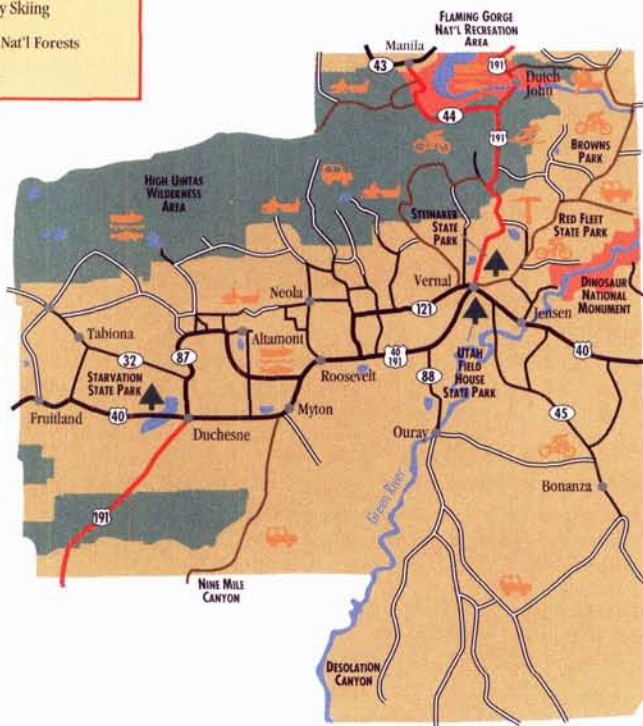 y Skiing
Nat'l Forests
FLAMING GORGE
NAT'L RECREATION
AREA
Manila
43
191
Dutch
John
44
191
BROWNS
PARK
HIGH UINTAS
WILDERNESS
AREA
STEINAKER
STATE
PARK
RED FLEET
STATE PARK
Vernal
DINOSAUR
NATIONAL
MONUMENT
Neola
121
Jensen
Tabiona
Altamont
32
87
40
191
40
Roosevelt
88
UTAH
FIELD
HOUSE
STATE PARK
STARVATION
STATE PARK
45
Fruitland
40
Myton
Duchesne
Ouray
Bonanza
Green River
191
NINE MILE
CANYON
DESOLATION
CANYON